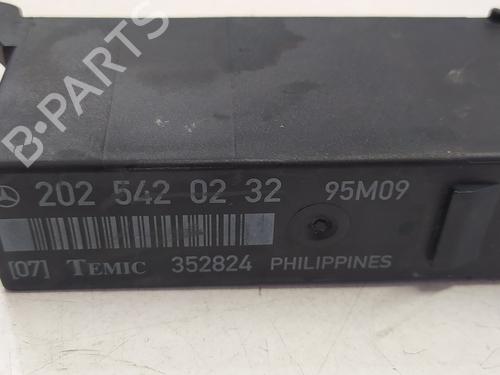 B-PARTS
202 542 02 32 95M09
[07] TEMIC 352824 PHILIPPINES